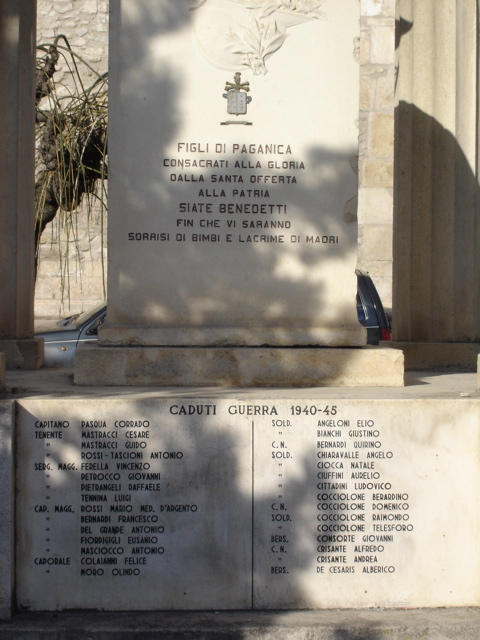 FIGLI DI PAGANICA
CONSACRATI ALLA GLORIA
DALLA SANTA OFFERTA
ALLA PATRIA
SIATE BENEDETTI
FIN CHE VI SARANNO
SORRISI DI BIMBI E LACRIME DI MADRI
CADUTI GUERRA 1940-45
CAPITANO PASQUA CORRADO
TENENTE MASTRACCI CESARE
" MASTRACCI GUIDO
" ROSSI-TASCIONI ANTONIO
SERG. MAGG. FERELLA VINCENZO
" PETROCCO GIOVANNI
" PIETRANGELI RAFFAELE
" TENNINA LUIGI
CAP. MAGG. ROSSI MARIO MED. D'ARGENTO
" BERNARDI FRANCESCO
" DEL GRANDE ANTONIO
" FIORDIGIGLI EUSANIO
" MASCIOCCO ANTONIO
CAPORALE COLAIANNI FELICE
" MORO OLINDO
SOLD. ANGELONI ELIO
" BIANCHI GIUSTINO
C.N. BERNARDI QUIRINO
SOLD. CHIARAVALLE ANGELO
" CIOCCA NATALE
" CIUFFINI AURELIO
" CITTADINI LUDOVICO
" COCCIOLONE BERARDINO
C.N. COCCIOLONE DOMENICO
SOLD. COCCIOLONE RAIMONDO
" COCCIOLONE TELESFORO
BERS. CONSORTE GIOVANNI
C.N. CRISANTE ALFREDO
" CRISANTE ANDREA
BERS. DE CESARIS ALBERICO